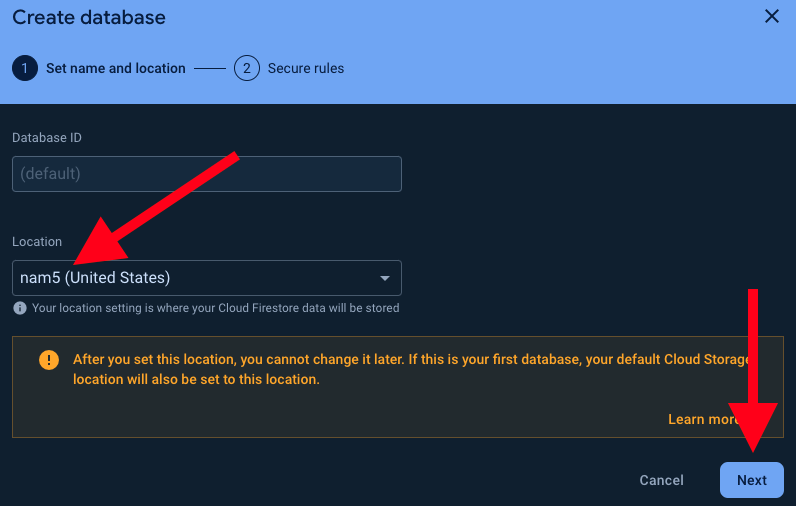 Create database
1 Set name and location 2 Secure rules
Database ID
(default)
Location
nam5 (United States)
Your location setting is where your Cloud Firestore data will be stored
After you set this location, you cannot change it later. If this is your first database, your default Cloud Storage
location will also be set to this location.
Learn more
Cancel Next